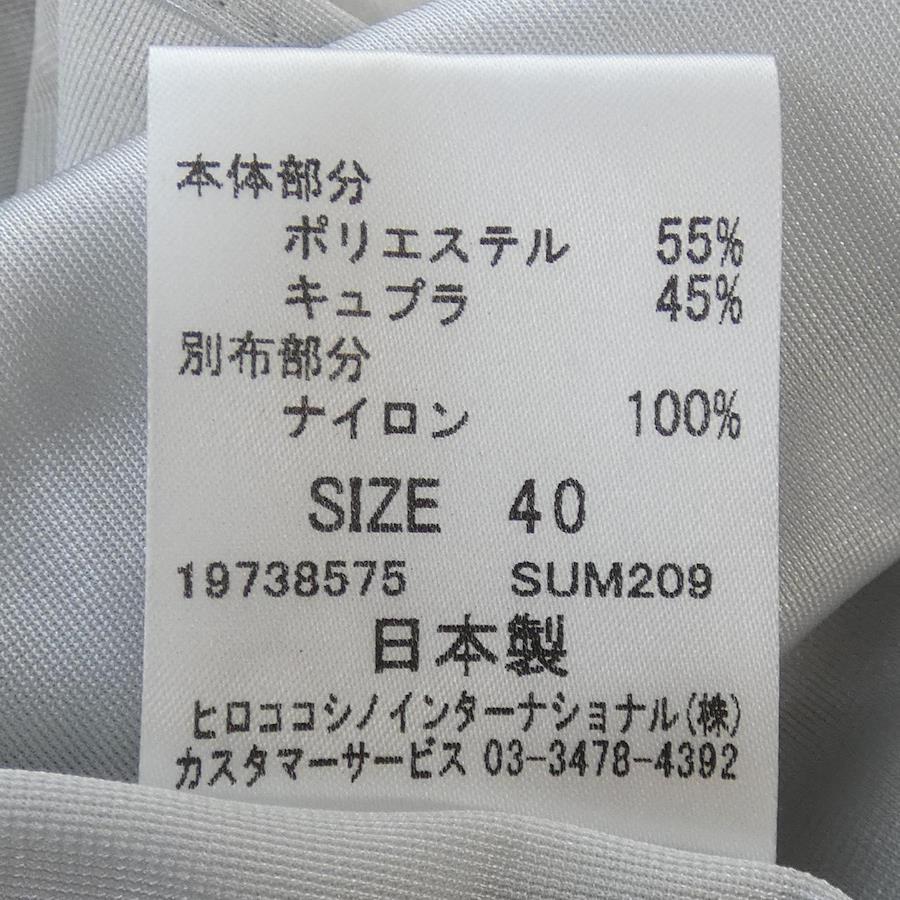 本体部分
ポリエステル 55%
キュプラ 45%
別布部分
ナイロン 100%
SIZE 40
19738575 SUM209
日本製
ヒロココシノインターナショナル(株)
カスタマーサービス 03-3478-4392